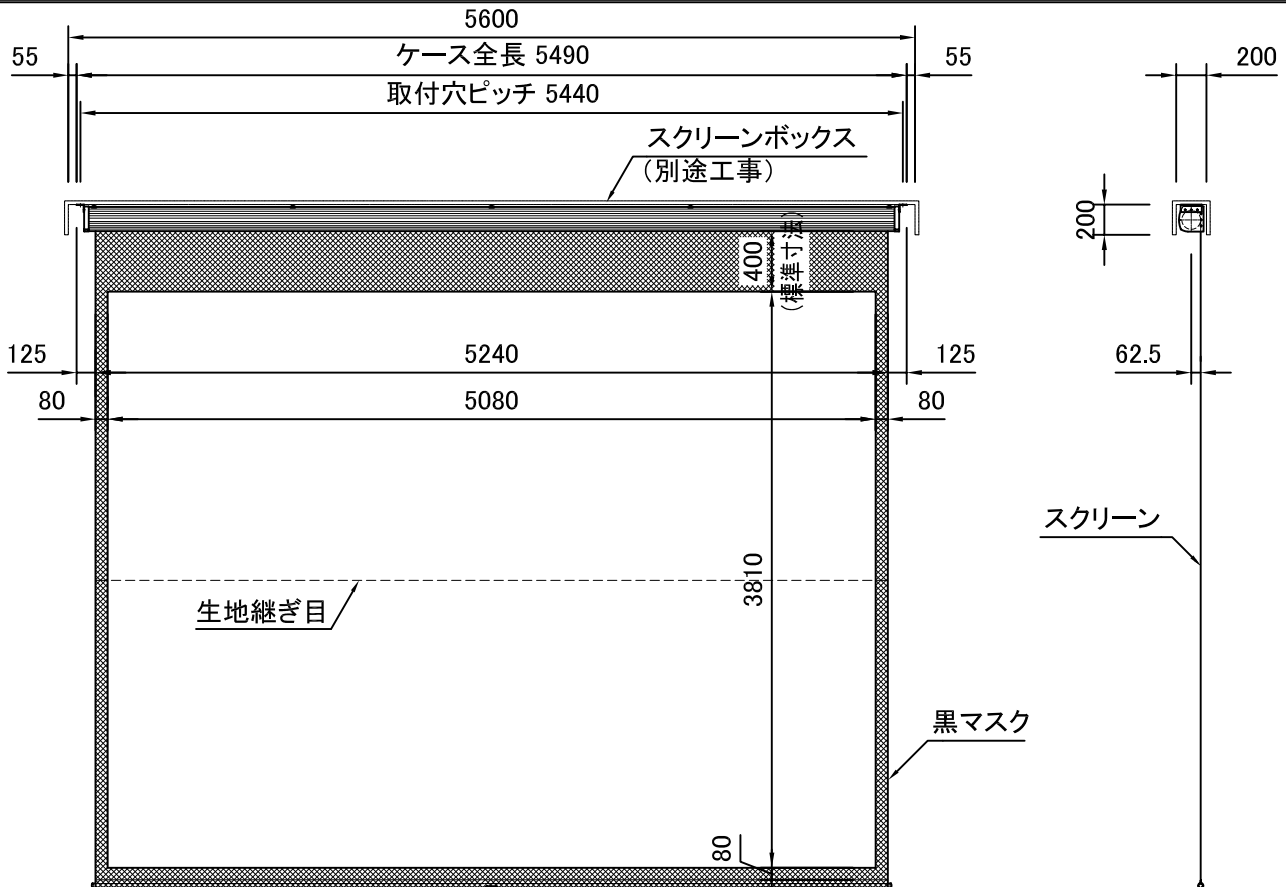 5600
55
ケース全長 5490
55
200
取付穴ピッチ 5440
スクリーンボックス
(別途工事)
200
400
(標準寸法)
125
5240
125
62.5
80
5080
80
スクリーン
3810
生地継ぎ目
黒マスク
80